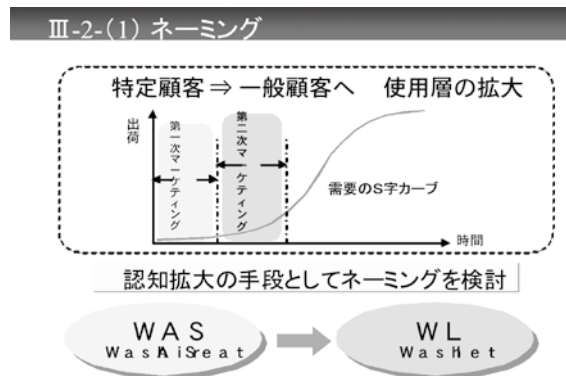 Ⅲ-2-(1) ネーミング
特定顧客⇒一般顧客へ 使用層の拡大
出荷
第一次マーケティング
第二次マーケティング
需要のS字カーブ
時間
認知拡大の手段としてネーミングを検討
WAS
WL